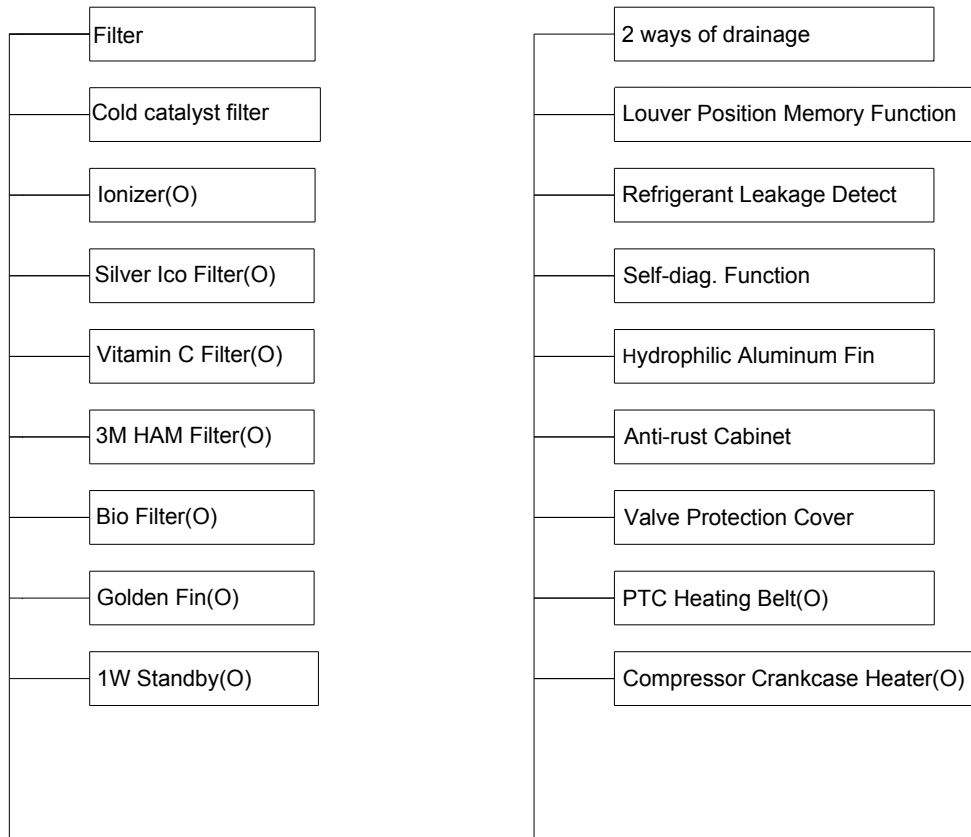 Filter
Cold catalyst filter
Ionizer(O)
Silver Ico Filter(O)
Vitamin C Filter(O)
3M HAM Filter(O)
Bio Filter(O)
Golden Fin(O)
1W Standby(O)
2 ways of drainage
Louver Position Memory Function
Refrigerant Leakage Detect
Self-diag. Function
Hydrophilic Aluminum Fin
Anti-rust Cabinet
Valve Protection Cover
PTC Heating Belt(O)
Compressor Crankcase Heater(O)